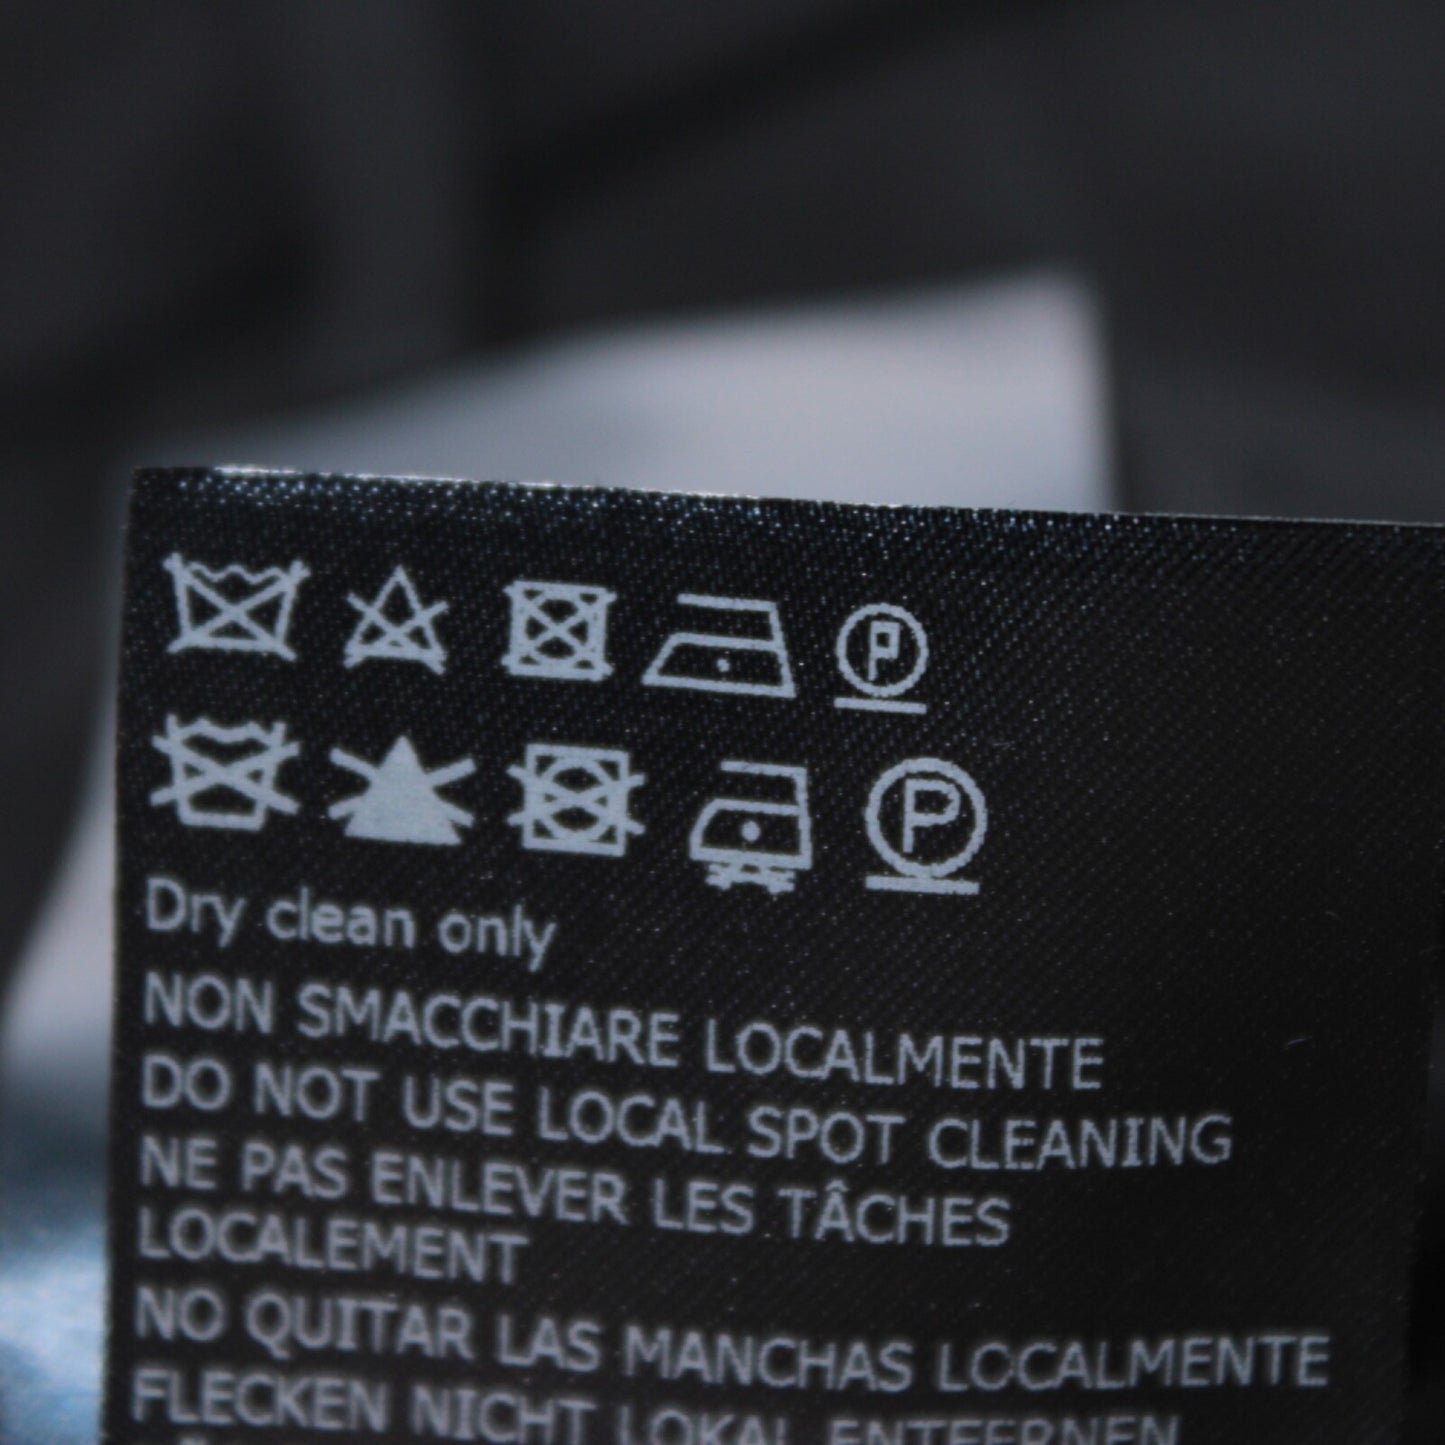 P
P
Dry clean only
NON SMACCHIARE LOCALMENTE
DO NOT USE LOCAL SPOT CLEANING
NE PAS ENLEVER LES TÂCHES
LOCALEMENT
NO QUITAR LAS MANCHAS LOCALMENTE
FLECKEN NICHT LOKAL ENTFERNEN